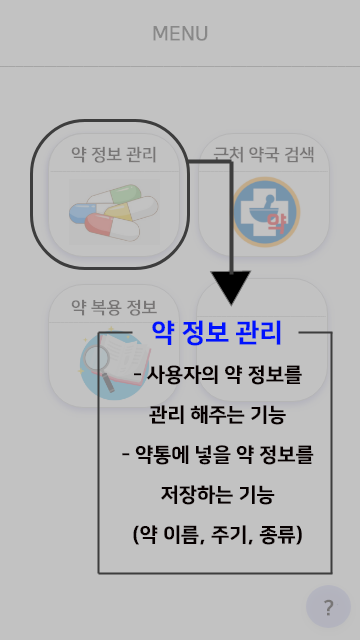 MENU
약 정보 관리
근처 약국 검색
약
약 복용 정보
약 정보 관리
- 사용자의 약 정보를
관리 해주는 기능
- 약통에 넣을 약 정보를
저장하는 기능
(약 이름, 주기, 종류)
?